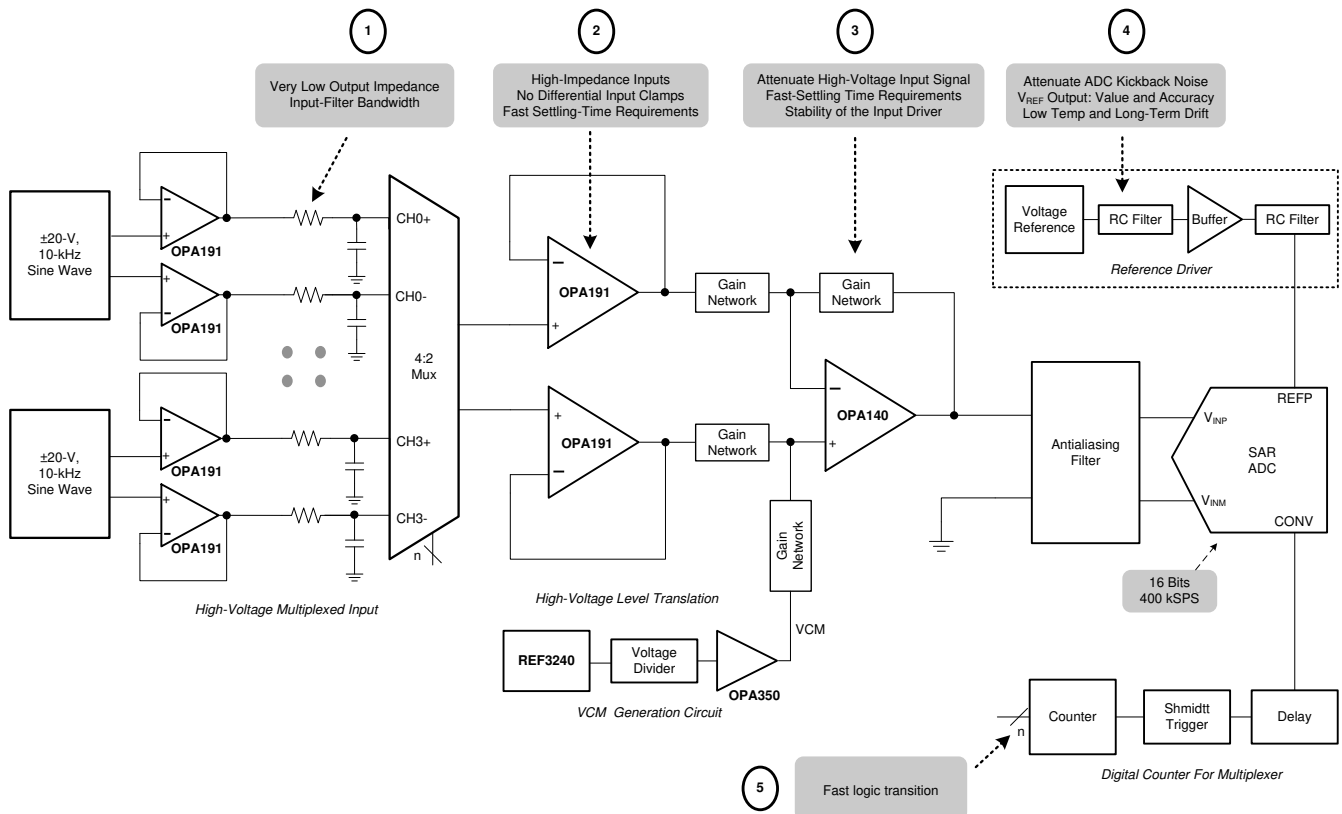 1
2
3
4
Very Low Output Impedance
Input-Filter Bandwidth
High-Impedance Inputs
No Differential Input Clamps
Fast Settling-Time Requirements
Attenuate High-Voltage Input Signal
Fast-Settling Time Requirements
Stability of the Input Driver
Attenuate ADC Kickback Noise
VREF Output: Value and Accuracy
Low Temp and Long-Term Drift
±20-V,
10-kHz
Sine Wave
OPA191
OPA191
CH0+
CH0-
4:2
Mux
±20-V,
10-kHz
Sine Wave
OPA191
OPA191
CH3+
CH3-
n
High-Voltage Multiplexed Input
OPA191
OPA191
High-Voltage Level Translation
Gain
Network
Gain
Network
Gain
Network
Gain
Network
OPA140
VCM
REF3240
Voltage
Divider
OPA350
VCM Generation Circuit
Voltage
Reference
RC Filter
Buffer
RC Filter
Reference Driver
Antialiasing
Filter
REFP
VINP
SAR
ADC
VINM
CONV
16 Bits
400 kSPS
n
Counter
Shmidtt
Trigger
Delay
Digital Counter For Multiplexer
5
Fast logic transition